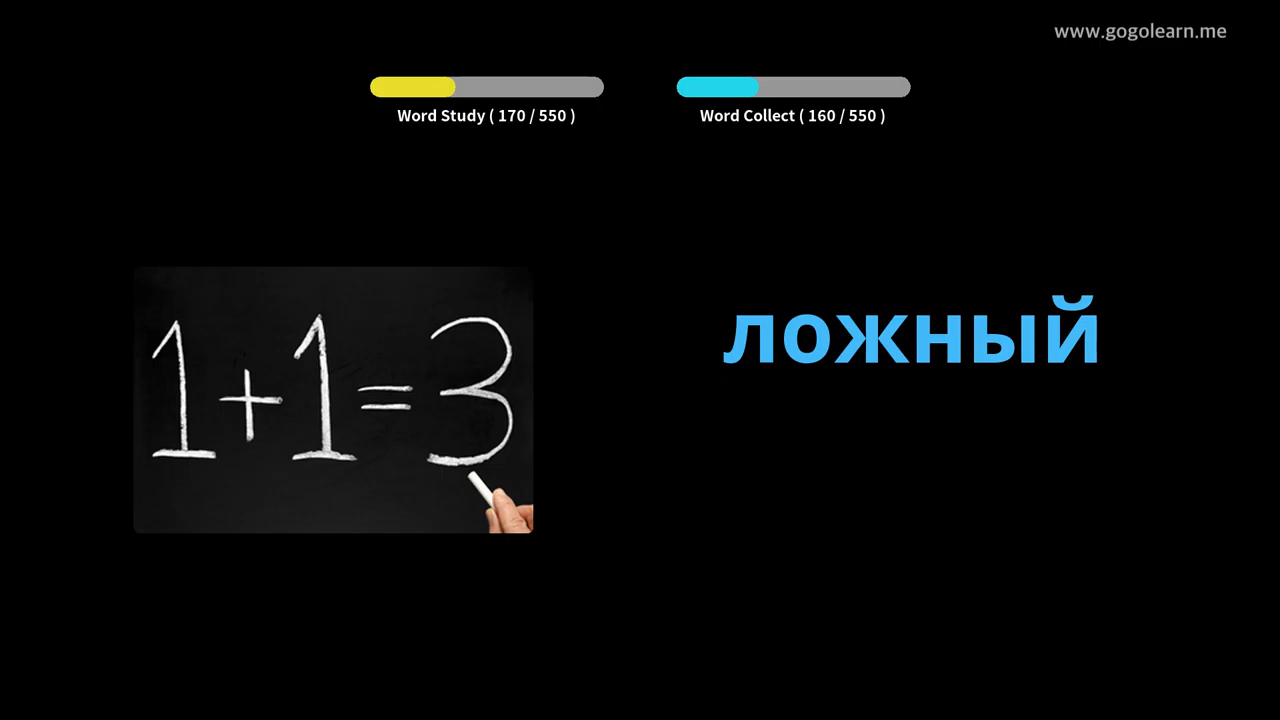 www.gogolearn.me
Word Study ( 170 / 550 )
Word Collect ( 160 / 550 )
ложный
1+1=3